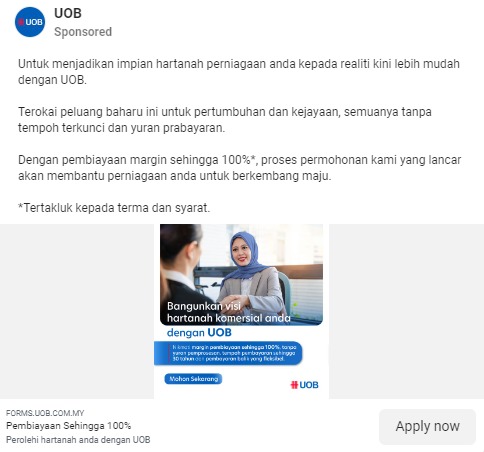 UOB
UOB
Sponsored
Untuk menjadikan impian hartanah perniagaan anda kepada realiti kini lebih mudah
dengan UOB.
Terokai peluang baharu ini untuk pertumbuhan dan kejayaan, semuanya tanpa
tempoh terkunci dan yuran prabayaran.
Dengan pembiayaan margin sehingga 100%*, proses permohonan kami yang lancar
akan membantu perniagaan anda untuk berkembang maju.
*Tertakluk kepada terma dan syarat.
Bangunkan visi
hartanah komersial anda
dengan UOB
Nikmati margin pembiayaan sehingga 100%, tanpa
yuran pemprosesan, tempoh pembayaran sehingga
30 tahun dan pembayaran balik yang fleksibel.
Mohon Sekarang
UOB
FORMS.UOB.COM.MY
Pembiayaan Sehingga 100%
Perolehi hartanah anda dengan UOB
Apply now